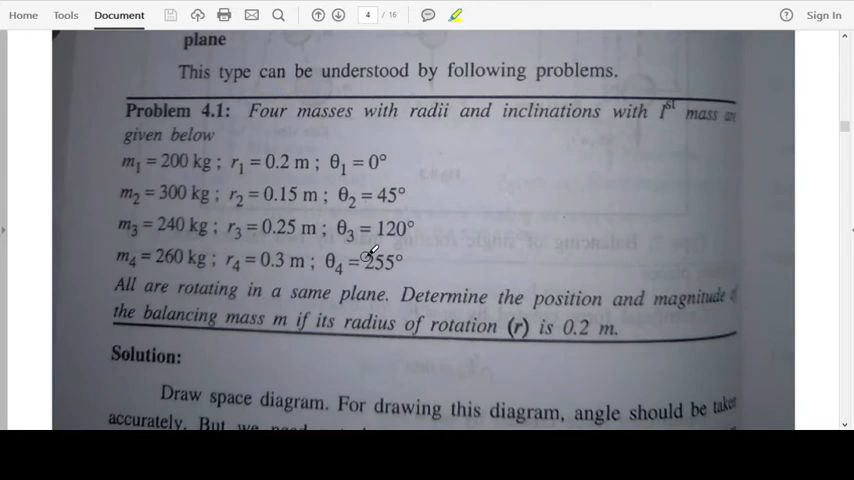 Home Tools Document 4 / 16 Sign In
plane
This type can be understood by following problems.
Problem 4.1: Four masses with radii and inclinations with 1st mass are
given below
m1 = 200 kg ; r1 = 0.2 m ; θ1 = 0°
m2 = 300 kg ; r2 = 0.15 m ; θ2 = 45°
m3 = 240 kg ; r3 = 0.25 m ; θ3 = 120°
m4 = 260 kg ; r4 = 0.3 m ; θ4 = 255°
All are rotating in a same plane. Determine the position and magnitude of
the balancing mass m if its radius of rotation (r) is 0.2 m.
Solution:
Draw space diagram. For drawing this diagram, angle should be taken
accurately. But we need